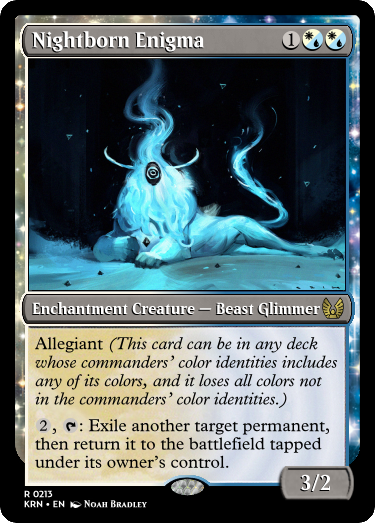 Nightborn Enigma 1
Enchantment Creature — Beast Glimmer
Allegiant (This card can be in any deck
whose commanders' color identities includes
any of its colors, and it loses all colors not
in the commanders' color identities.)
2, : Exile another target permanent,
then return it to the battlefield tapped
under its owner's control.
3/2
R 0213
KRN • EN Noah Bradley